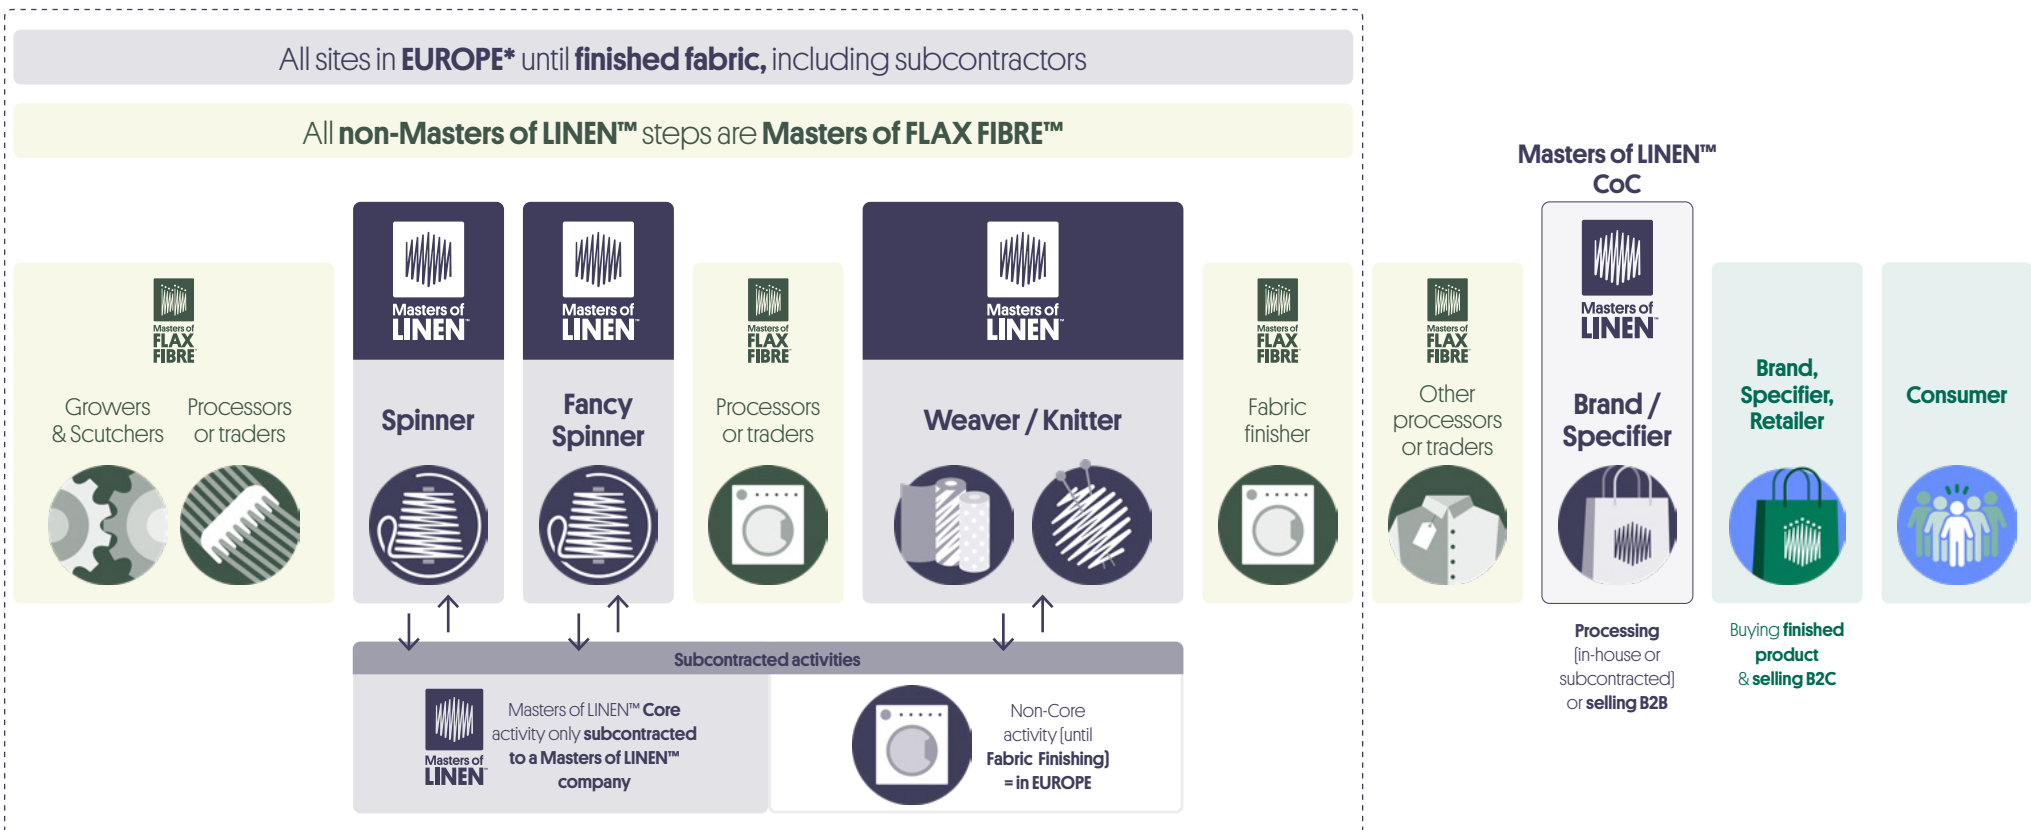 All sites in EUROPE* until finished fabric, including subcontractors
All non-Masters of LINEN™ steps are Masters of FLAX FIBRE™
Masters of
FLAX
FIBRE
Growers
& Scutchers
Processors
or traders
Masters of
LINEN™
Spinner
Masters of
LINEN™
Fancy
Spinner
Masters of
FLAX
FIBRE
Processors
or traders
Masters of
LINEN™
Weaver / Knitter
Masters of
FLAX
FIBRE
Fabric
finisher
Masters of
FLAX
FIBRE
Other
processors
or traders
Masters of LINEN™
CoC
Masters of
LINEN™
Brand /
Specifier
Processing
(in-house or
subcontracted)
or selling B2B
Brand,
Specifier,
Retailer
Buying finished
product
& selling B2C
Consumer
Subcontracted activities
Masters of
LINEN™
Masters of LINEN™ Core
activity only subcontracted
to a Masters of LINEN™
company
Non-Core
activity (until
Fabric Finishing)
= in EUROPE